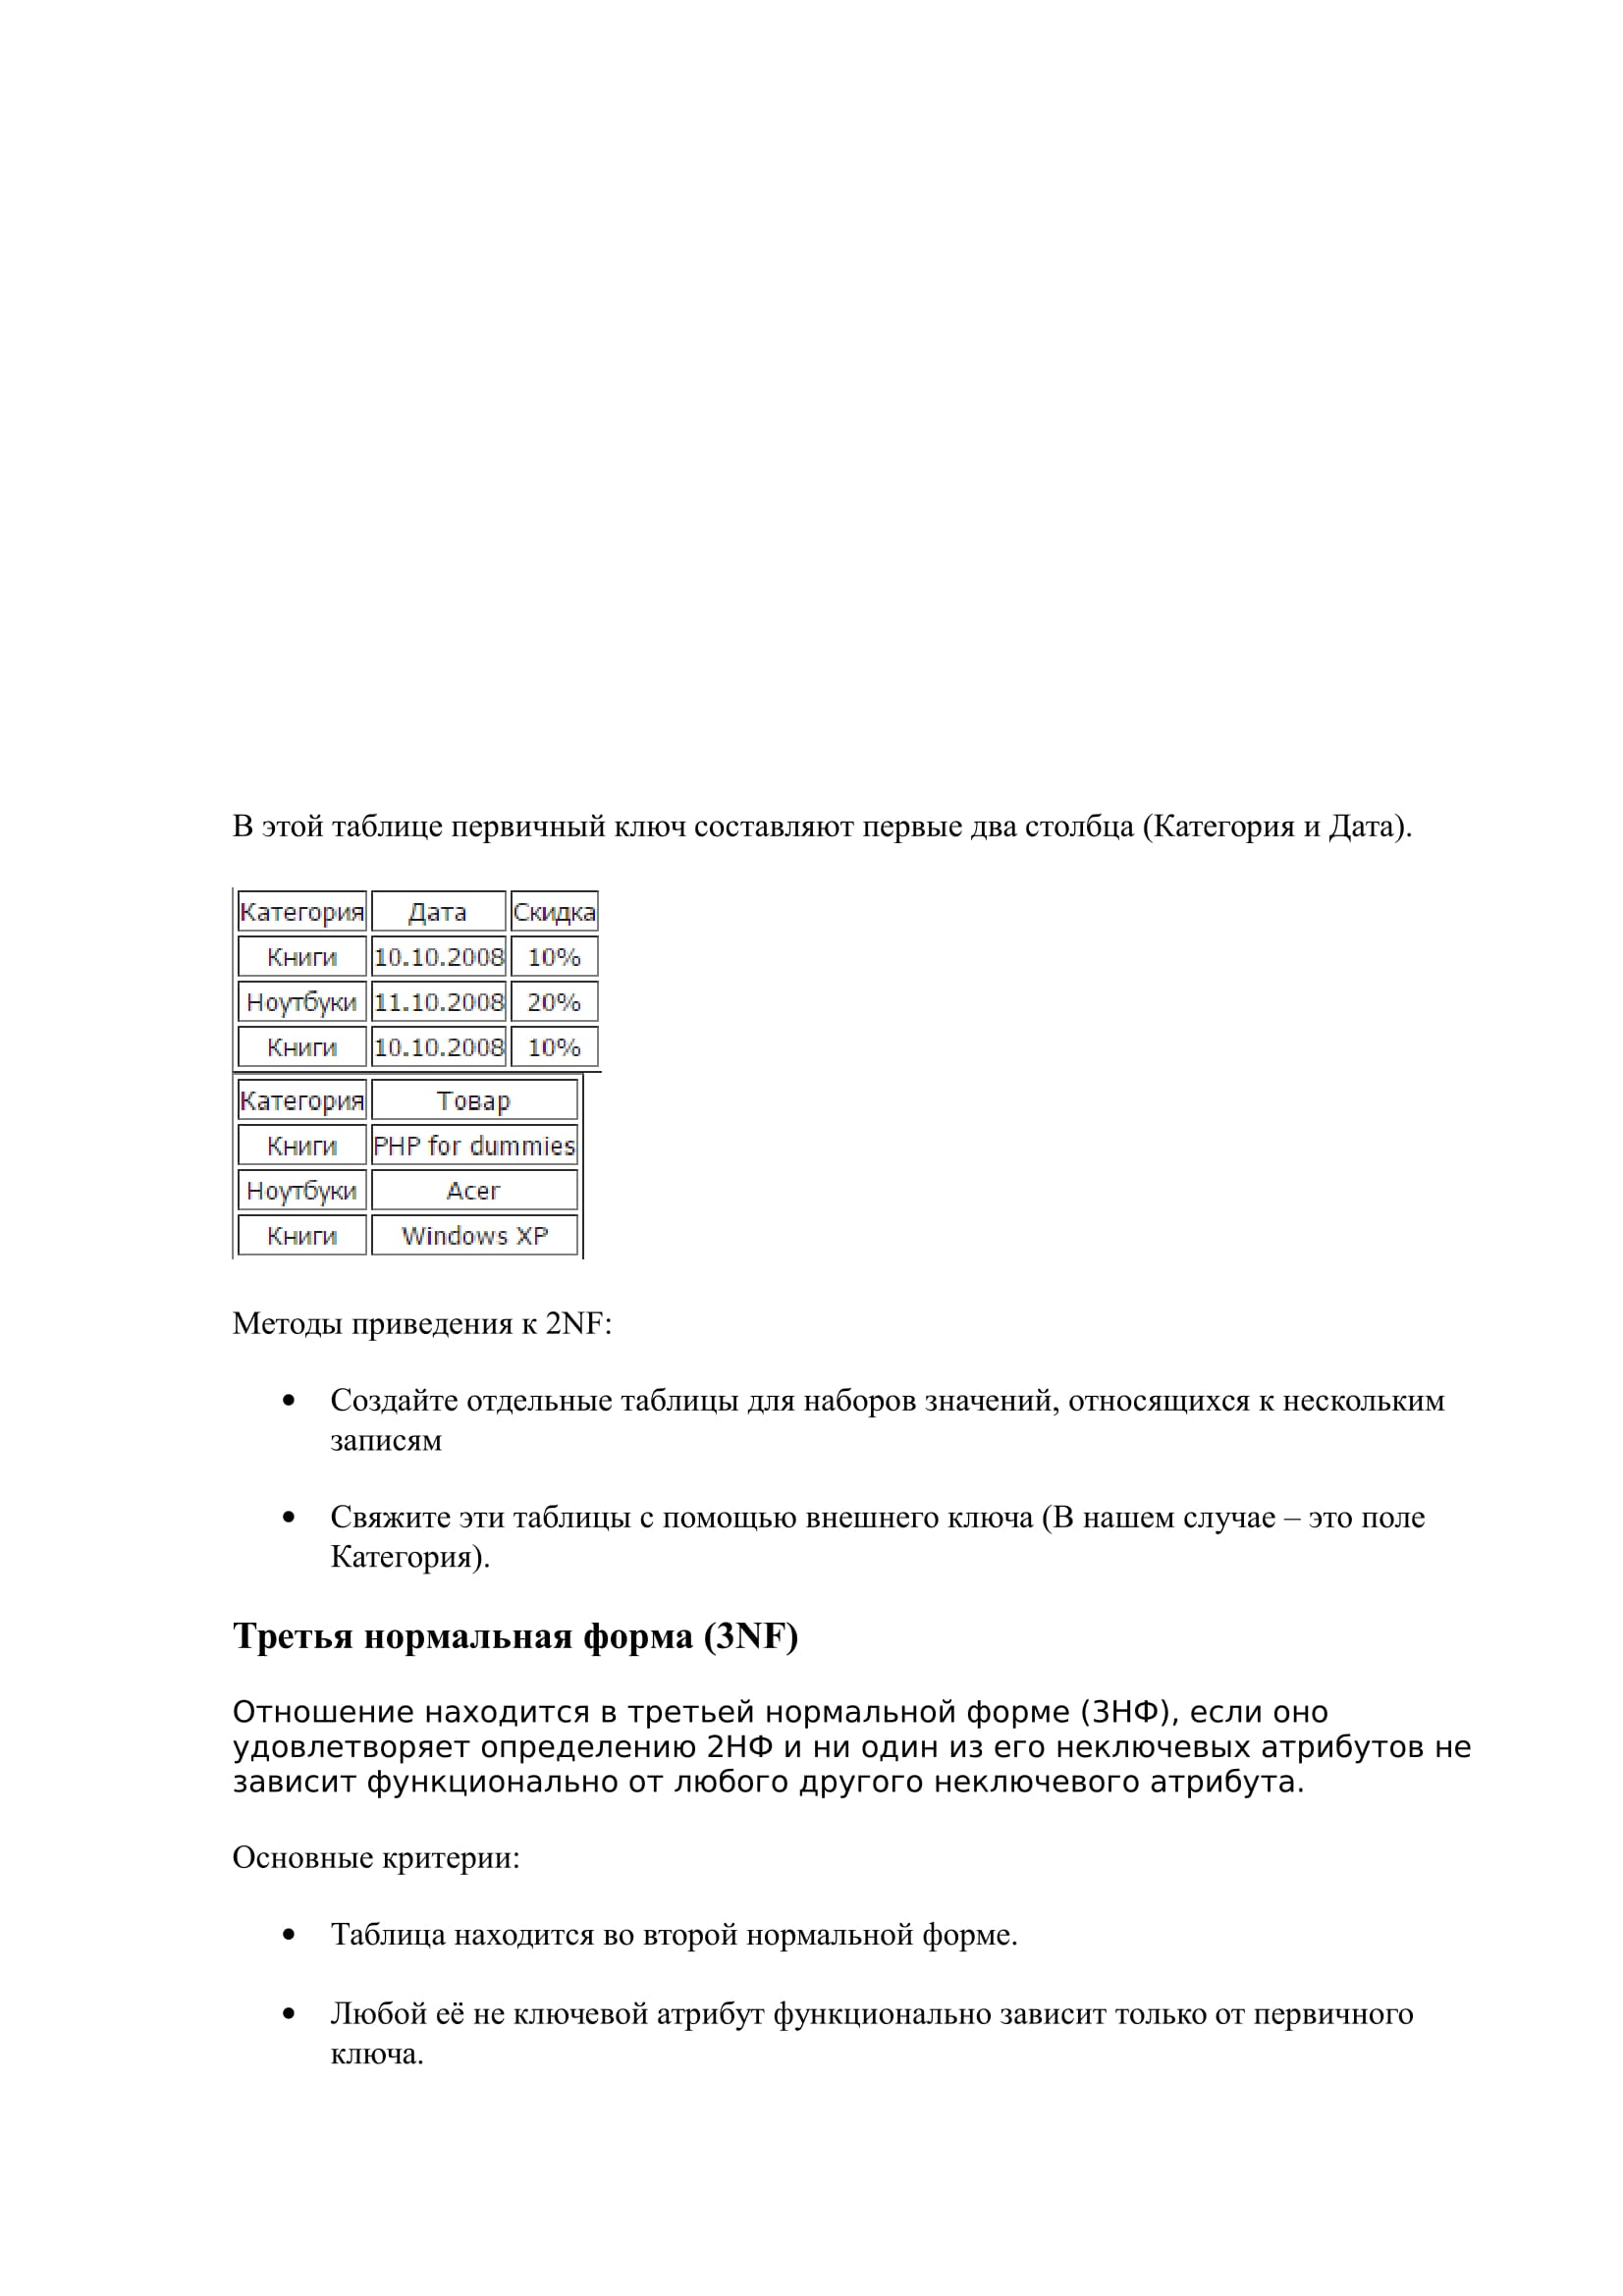 В этой таблице первичный ключ составляют первые два столбца (Категория и Дата).
Категория Дата Скидка
Книги 10.10.2008 10%
Ноутбуки 11.10.2008 20%
Книги 10.10.2008 10%
Категория Товар
Книги PHP for dummies
Ноутбуки Acer
Книги Windows XP
Методы приведения к 2NF:
• Создайте отдельные таблицы для наборов значений, относящихся к нескольким
записям
• Свяжите эти таблицы с помощью внешнего ключа (В нашем случае – это поле
Категория).
Третья нормальная форма (3NF)
Отношение находится в третьей нормальной форме (3НФ), если оно
удовлетворяет определению 2НФ и ни один из его неключевых атрибутов не
зависит функционально от любого другого неключевого атрибута.
Основные критерии:
• Таблица находится во второй нормальной форме.
• Любой её не ключевой атрибут функционально зависит только от первичного
ключа.